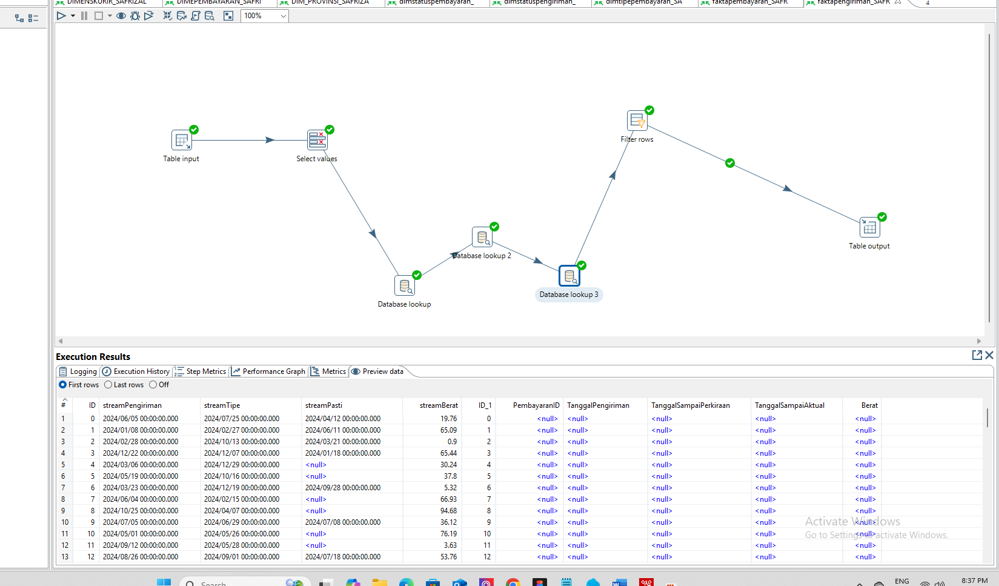 DIMENSKURIR_SAFRIZAL DIMEPEMBAYARAN_SAFRI DIM_PROVINSI_SAFRIZA dimstatuspembayaran_ dimstatuspengiriman_ dimtipepembayaran_SA faktapembayaran_SAFR faktapengiriman_SAFR 4
100%
Filter rows
Table input
Select values
Table output
Database lookup 2
Database lookup 3
Database lookup
Execution Results
Logging Execution History Step Metrics Performance Graph Metrics Preview data
First rows Last rows Off
# ID streamPengiriman streamTipe streamPasti streamBerat ID_1 PembayaranID TanggalPengiriman TanggalSampaiPerkiraan TanggalSampaiAktual Berat
1 0 2024/06/05 00:00:00.000 2024/07/25 00:00:00.000 2024/04/12 00:00:00.000 19.76 0 <null> <null> <null> <null> <null>
2 1 2024/01/08 00:00:00.000 2024/02/27 00:00:00.000 2024/06/11 00:00:00.000 65.09 1 <null> <null> <null> <null> <null>
3 2 2024/02/28 00:00:00.000 2024/10/13 00:00:00.000 2024/03/21 00:00:00.000 0.9 2 <null> <null> <null> <null> <null>
4 3 2024/12/22 00:00:00.000 2024/12/07 00:00:00.000 2024/01/18 00:00:00.000 65.44 3 <null> <null> <null> <null> <null>
5 4 2024/03/06 00:00:00.000 2024/12/29 00:00:00.000 <null> 30.24 4 <null> <null> <null> <null> <null>
6 5 2024/05/19 00:00:00.000 2024/10/16 00:00:00.000 <null> 37.8 5 <null> <null> <null> <null> <null>
7 6 2024/03/23 00:00:00.000 2024/12/19 00:00:00.000 2024/09/28 00:00:00.000 5.32 6 <null> <null> <null> <null> <null>
8 7 2024/06/04 00:00:00.000 2024/02/15 00:00:00.000 <null> 66.93 7 <null> <null> <null> <null> <null>
9 8 2024/10/25 00:00:00.000 2024/04/07 00:00:00.000 <null> 94.68 8 <null> <null> <null> <null> <null>
10 9 2024/07/05 00:00:00.000 2024/06/29 00:00:00.000 2024/07/08 00:00:00.000 36.12 9 <null> <null> <null> <null> <null>
11 10 2024/05/01 00:00:00.000 2024/05/26 00:00:00.000 <null> 76.19 10 <null> <null> <null> <null> <null>
12 11 2024/09/12 00:00:00.000 2024/05/28 00:00:00.000 <null> 3.63 11 <null> <null> <null> <null> <null>
13 12 2024/08/26 00:00:00.000 2024/09/01 00:00:00.000 2024/07/18 00:00:00.000 53.76 12 <null> <null> <null> <null> <null>
Activate Windows
Go to Settings to activate Windows.
Search ENG 8:37 PM